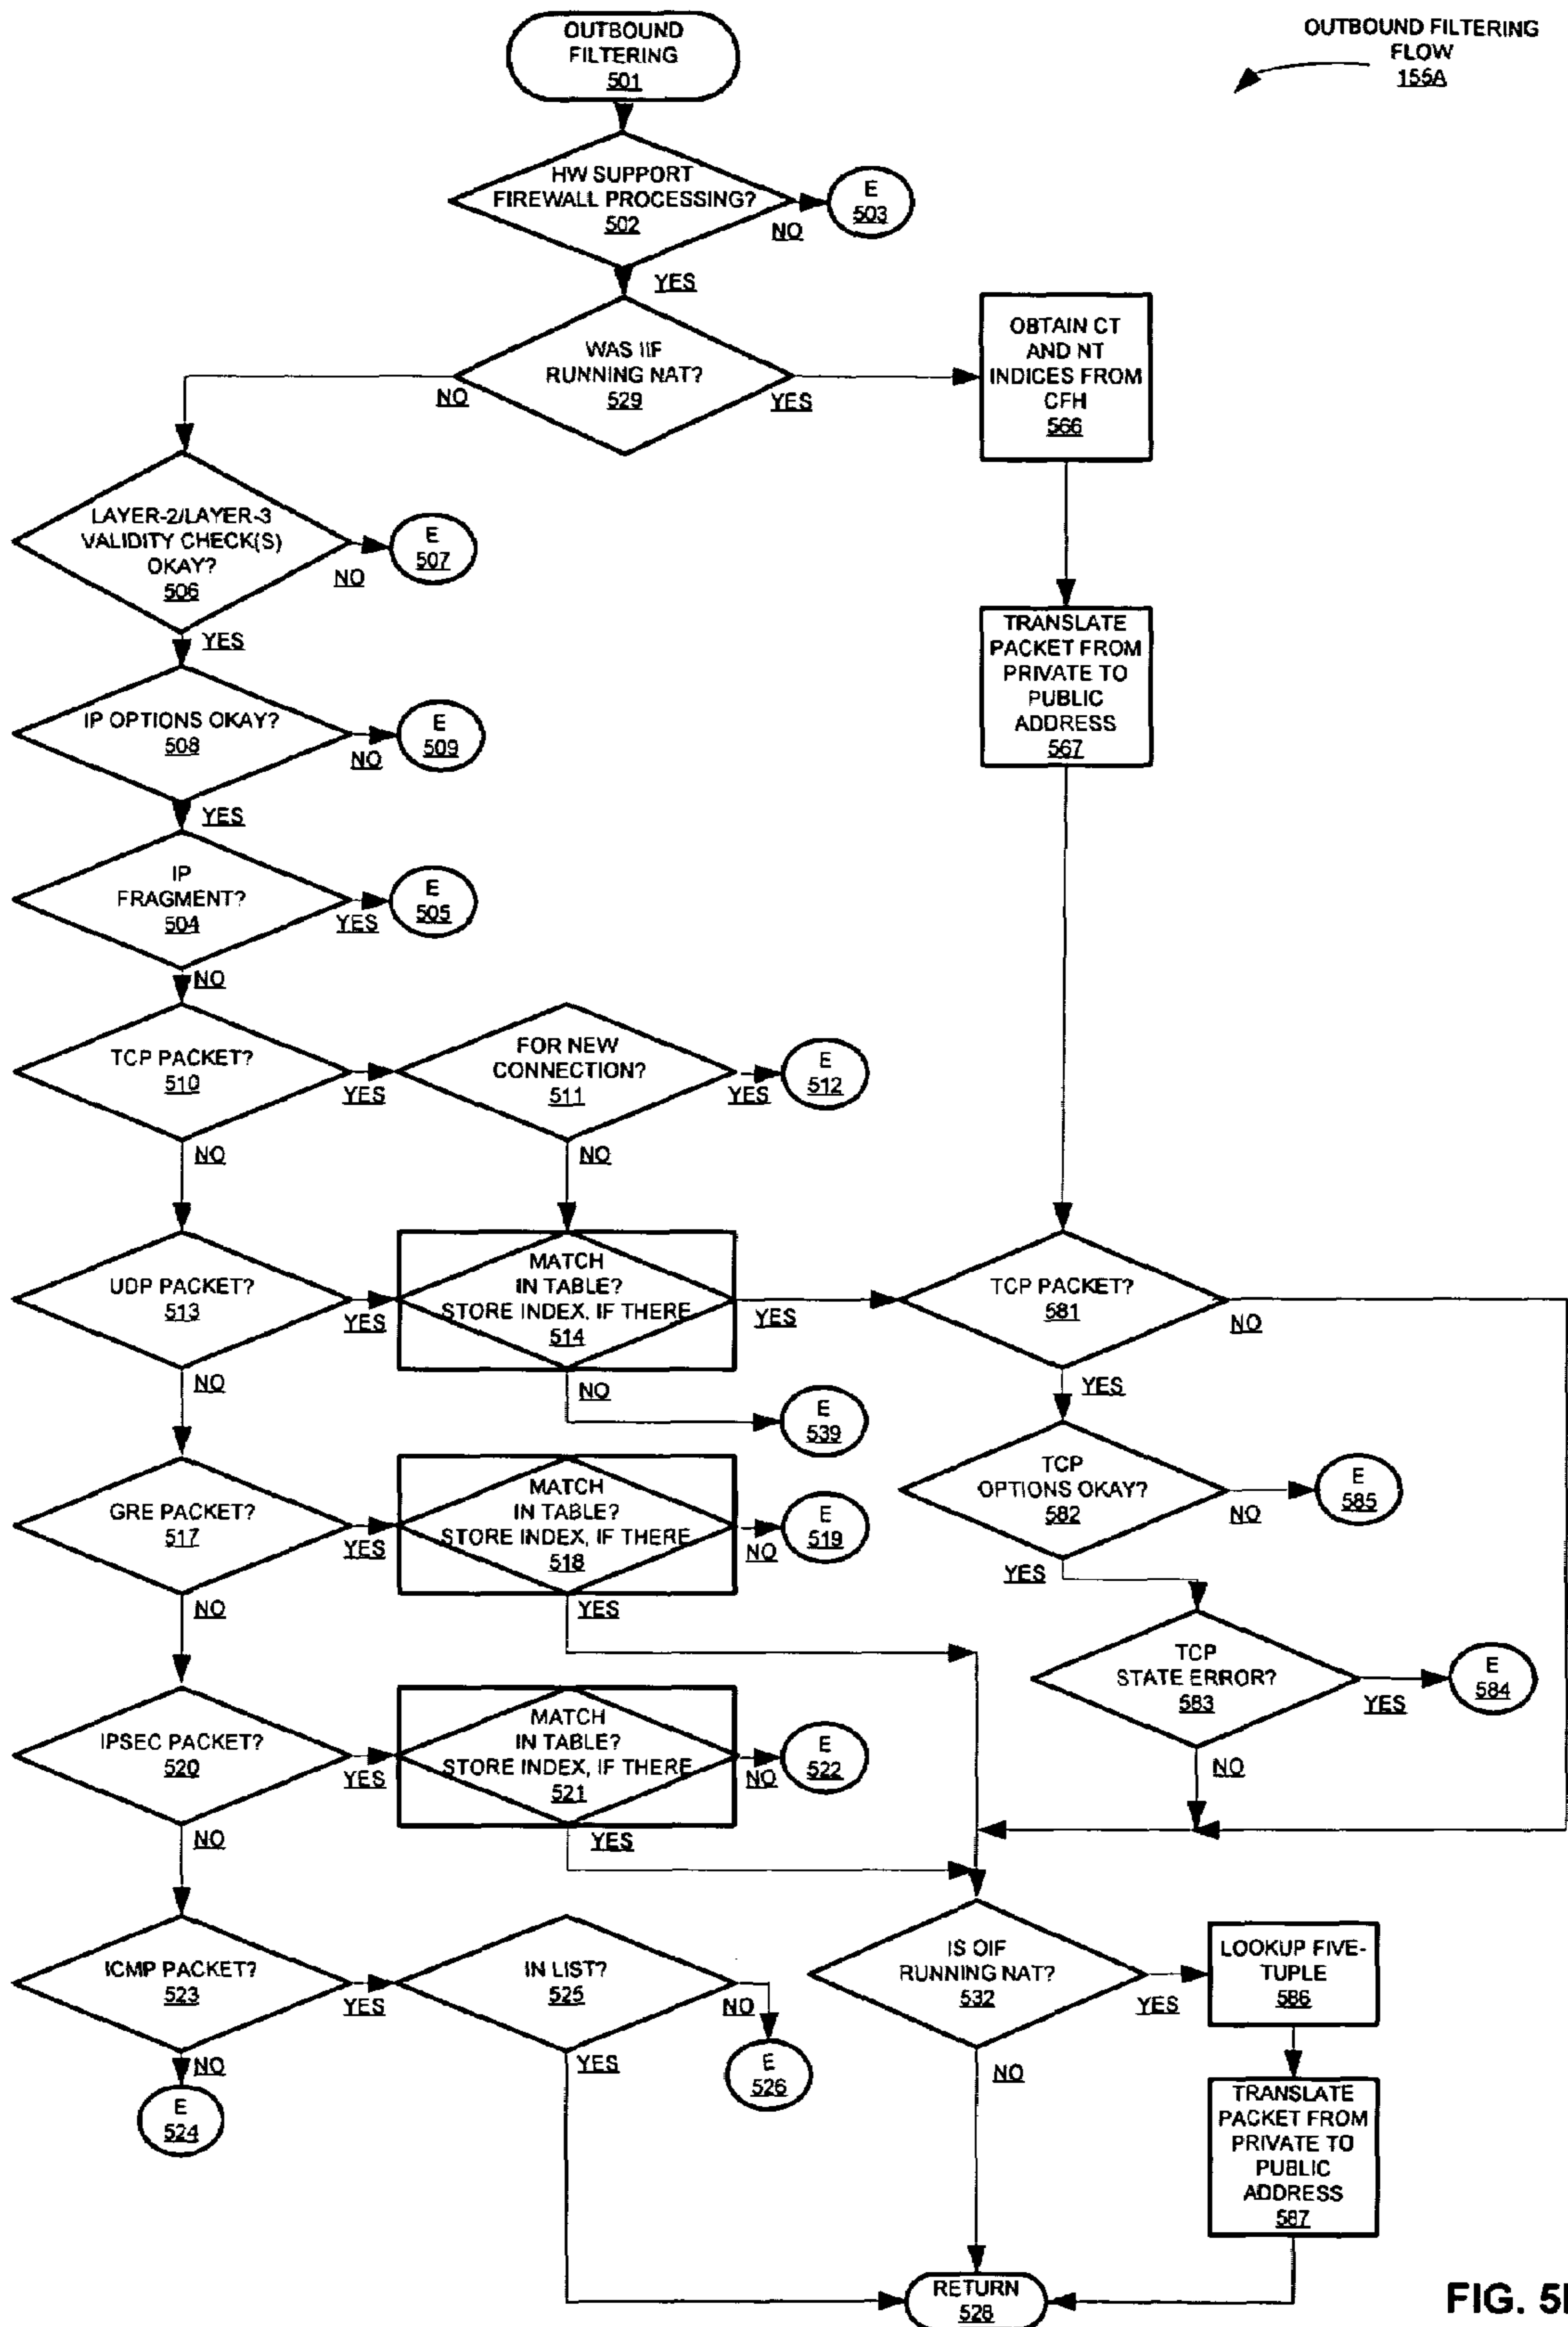 OUTBOUND
FILTERING
501
OUTBOUND FILTERING
FLOW
155A
HW SUPPORT
FIREWALL PROCESSING?
502
NO
E
503
YES
WAS IIF
RUNNING NAT?
529
NO
YES
OBTAIN CT
AND NT
INDICES FROM
CFH
566
LAYER-2/LAYER-3
VALIDITY CHECK(S)
OKAY?
506
NO
E
507
YES
TRANSLATE
PACKET FROM
PRIVATE TO
PUBLIC
ADDRESS
567
IP OPTIONS OKAY?
508
NO
E
509
YES
IP
FRAGMENT?
504
YES
E
505
NO
TCP PACKET?
510
YES
FOR NEW
CONNECTION?
511
YES
E
512
NO
NO
UDP PACKET?
513
YES
MATCH
IN TABLE?
STORE INDEX, IF THERE
514
YES
TCP PACKET?
581
NO
NO
NO
E
539
YES
TCP
OPTIONS OKAY?
582
NO
E
585
GRE PACKET?
517
YES
MATCH
IN TABLE?
STORE INDEX, IF THERE
518
NO
E
519
YES
NO
YES
TCP
STATE ERROR?
583
YES
E
584
NO
IPSEC PACKET?
520
YES
MATCH
IN TABLE?
STORE INDEX, IF THERE
521
NO
E
522
NO
YES
ICMP PACKET?
523
YES
IN LIST?
525
NO
E
526
YES
NO
E
524
IS OIF
RUNNING NAT?
532
YES
NO
LOOKUP FIVE-
TUPLE
586
TRANSLATE
PACKET FROM
PRIVATE TO
PUBLIC
ADDRESS
587
RETURN
528
FIG.